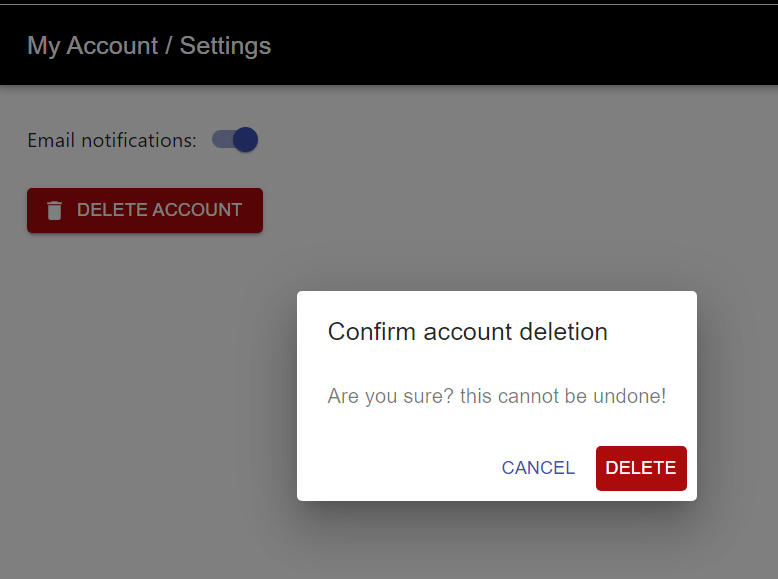 My Account / Settings
Email notifications:
DELETE ACCOUNT
Confirm account deletion
Are you sure? this cannot be undone!
CANCEL DELETE